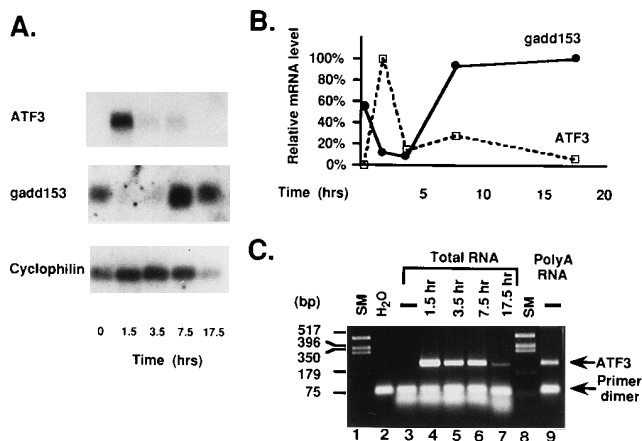 A.
ATF3
gadd153
Cyclophilin
0 1.5 3.5 7.5 17.5
Time (hrs)
B.
gadd153
Relative mRNA level
100%
80%
60%
40%
20%
0%
ATF3
Time (hrs) 5 10 15 20
C.
Total RNA
PolyA
RNA
(bp) SM H2O — 1.5 hr 3.5 hr 7.5 hr 17.5 hr SM —
517
396
350
179
75
ATF3
Primer
dimer
1 2 3 4 5 6 7 8 9